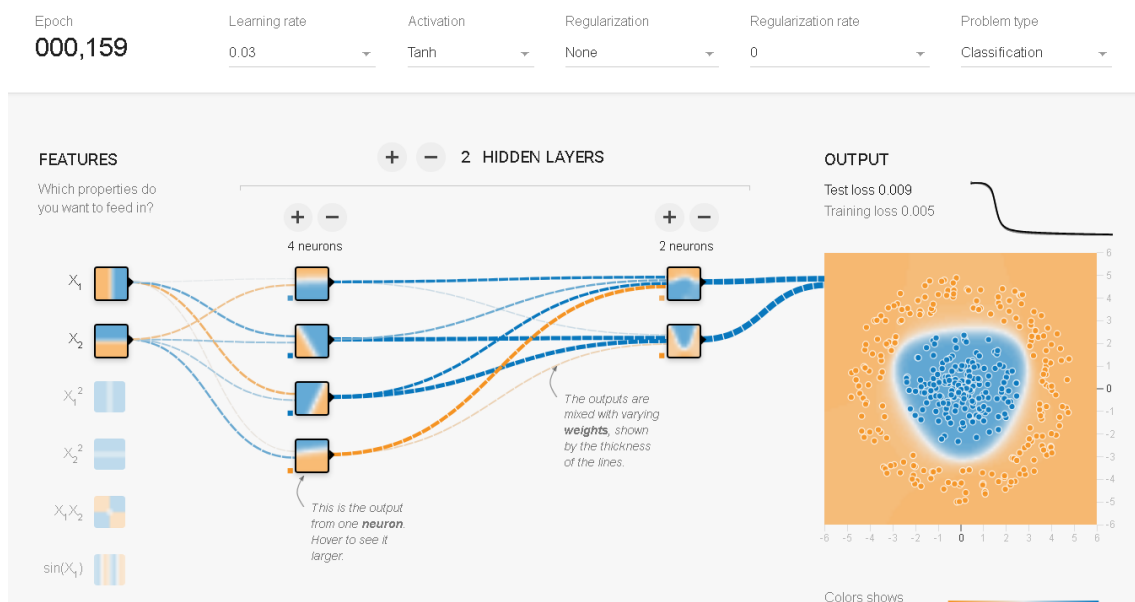 Epoch
000,159
Learning rate
0.03
Activation
Tanh
Regularization
None
Regularization rate
0
Problem type
Classification
FEATURES
Which properties do
you want to feed in?
+ − 2 HIDDEN LAYERS
+ −
4 neurons
+ −
2 neurons
OUTPUT
Test loss 0.009
Training loss 0.005
X₁
X₂
X₁²
X₂²
X₁X₂
sin(X₁)
The outputs are
mixed with varying
weights, shown
by the thickness
of the lines.
This is the output
from one neuron.
Hover to see it
larger.
6
5
4
3
2
1
0
-1
-2
-3
-4
-5
-6
-6 -5 -4 -3 -2 -1 0 1 2 3 4 5 6
Colors shows